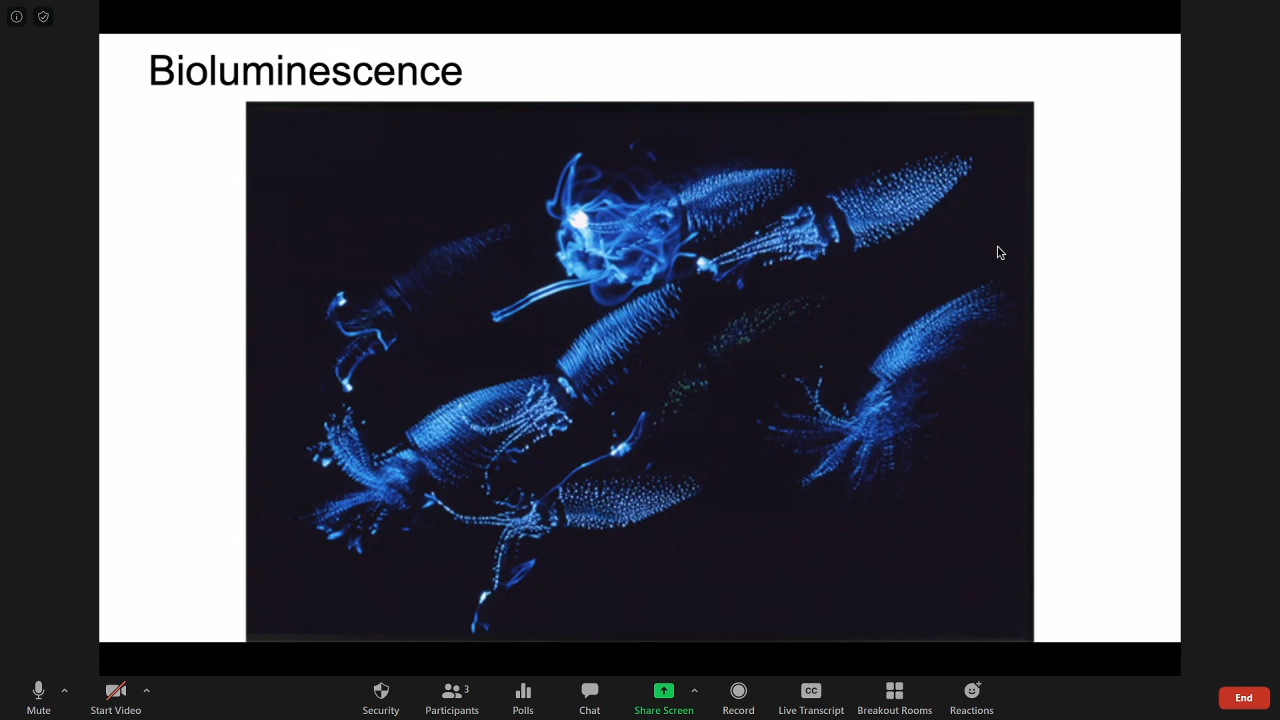 Bioluminescence
Mute
Start Video
Security
3
Participants
Polls
Chat
Share Screen
Record
CC
Live Transcript
Breakout Rooms
Reactions
End